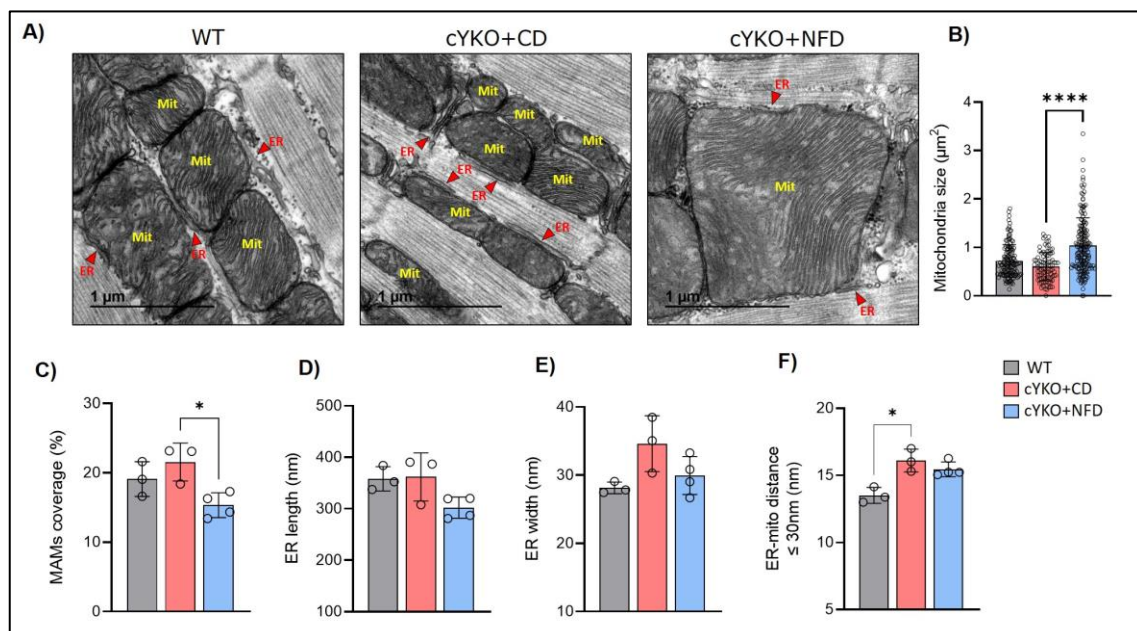 A)
WT
cYKO+CD
cYKO+NFD
Mit
Mit
Mit
Mit
ER
ER
ER
1 µm
Mit
Mit
Mit
Mit
Mit
Mit
Mit
ER
ER
ER
ER
1 µm
ER
Mit
ER
1 µm
B)
Mitochondria size (µm²)
4
3
2
1
0
****
C)
MAMs coverage (%)
30
20
10
0
*
D)
ER length (nm)
500
400
300
200
100
E)
ER width (nm)
40
30
20
10
F)
ER-mito distance
≤ 30nm (nm)
20
15
10
5
*
WT
cYKO+CD
cYKO+NFD